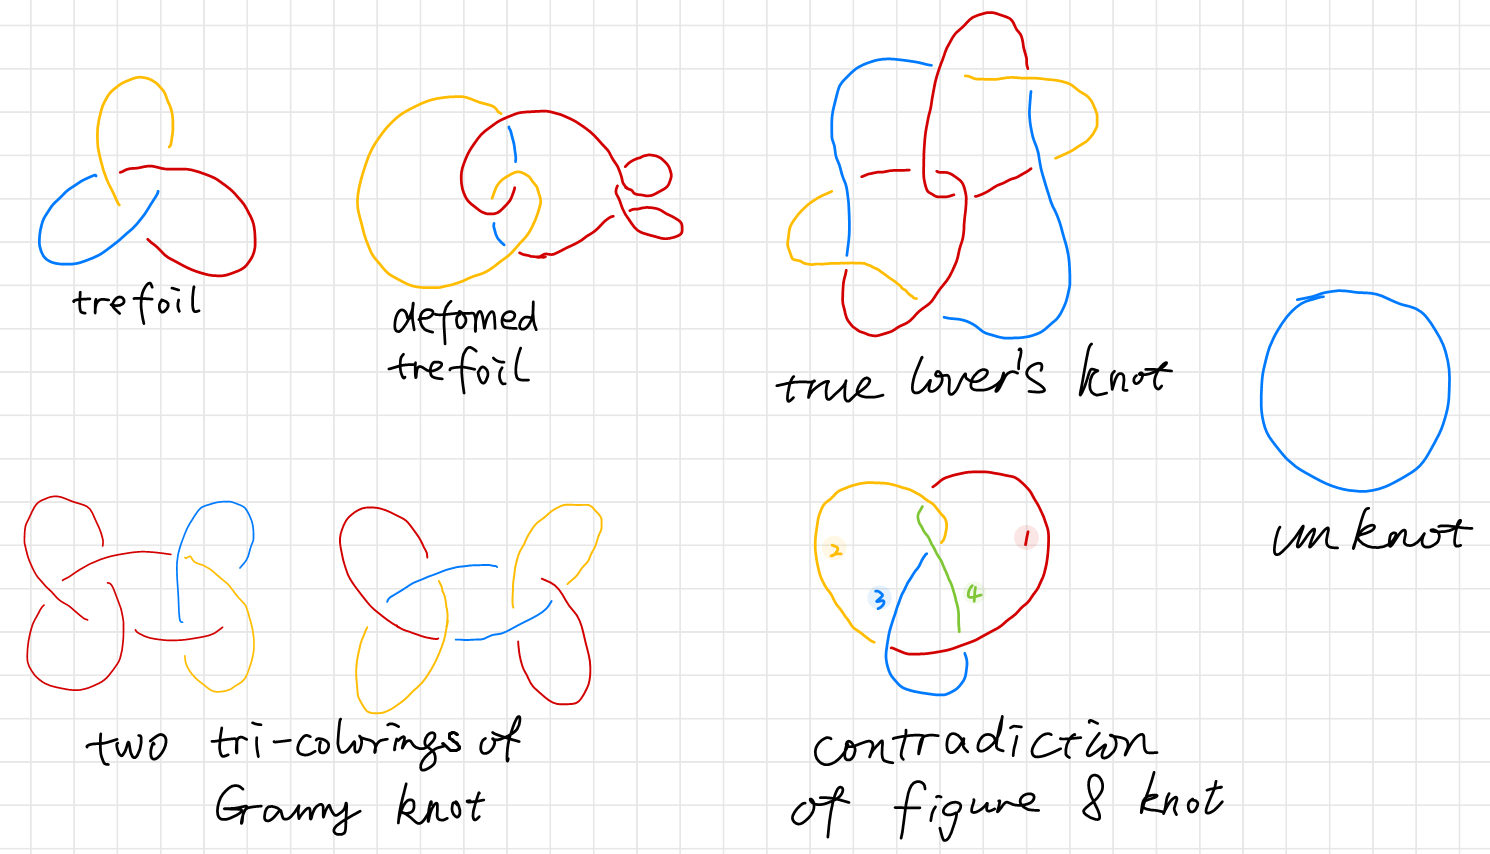 trefoil
defomed
trefoil
true lover's knot
unknot
1
2
3
4
two tri-colorings of
Granny knot
contradiction
of figure 8 knot